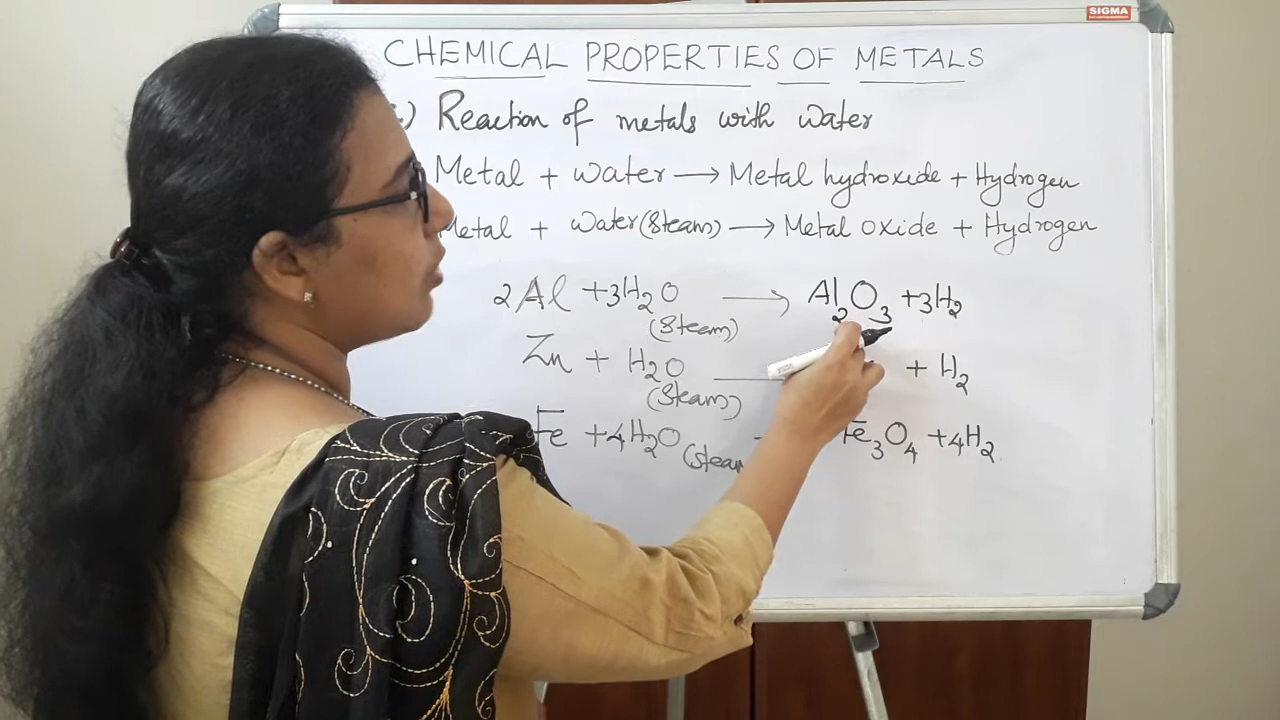 SIGMA
CHEMICAL PROPERTIES OF METALS
) Reaction of metals with water
Metal + water → Metal hydroxide + Hydrogen
Metal + Water (Steam) → Metal oxide + Hydrogen
2Al + 3H₂O (Steam) → Al₂O₃ + 3H₂
Zn + H₂O (Steam) + H₂
Fe + 4H₂O (steam Fe₃O₄ + 4H₂